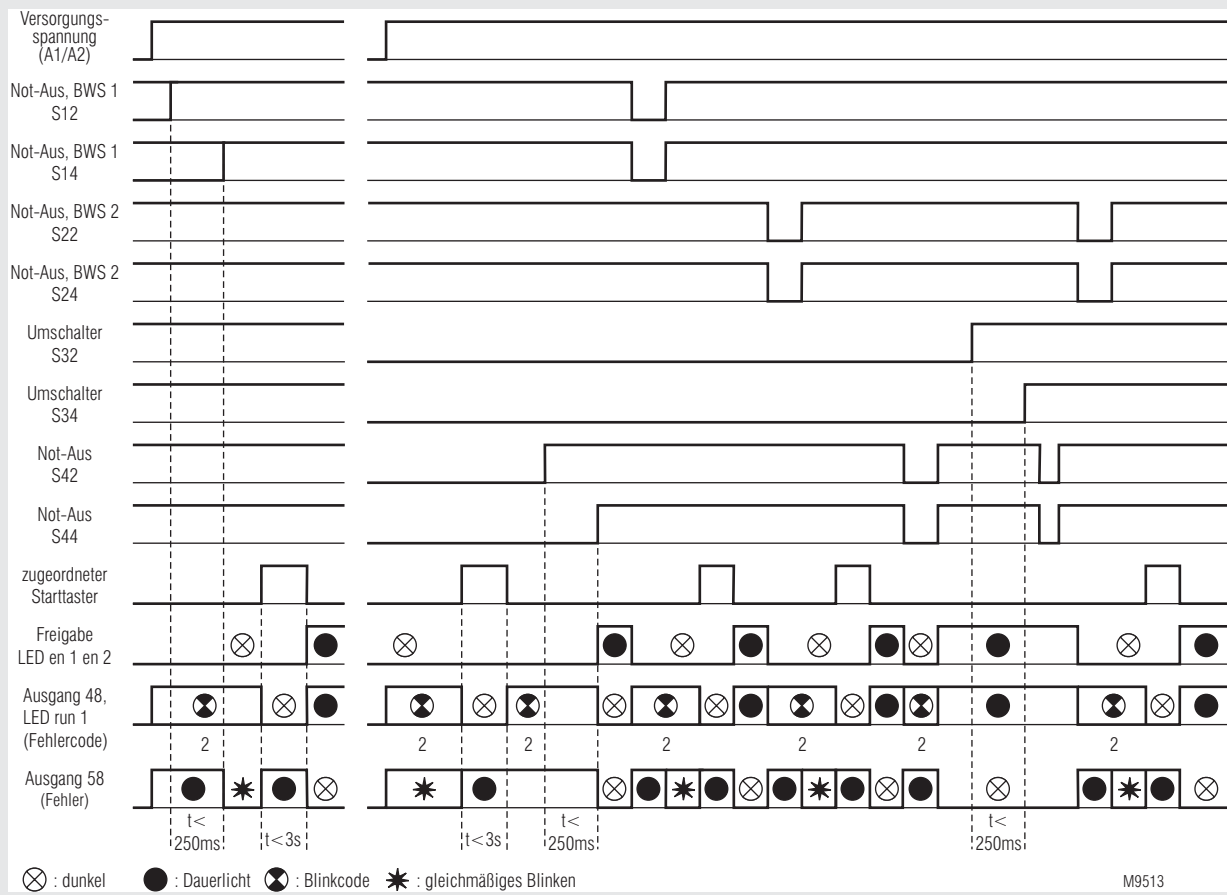 Versorgungs-
spannung
(A1/A2)
Not-Aus, BWS 1
S12
Not-Aus, BWS 1
S14
Not-Aus, BWS 2
S22
Not-Aus, BWS 2
S24
Umschalter
S32
Umschalter
S34
Not-Aus
S42
Not-Aus
S44
zugeordneter
Starttaster
Freigabe
LED en 1 en 2
Ausgang 48,
LED run 1
(Fehlercode)
2 2 2 2 2 2 2
Ausgang 58
(Fehler)
t<
250ms
t<3s
t<3s
t<
250ms
t<
250ms
: dunkel : Dauerlicht : Blinkcode : gleichmäßiges Blinken M9513